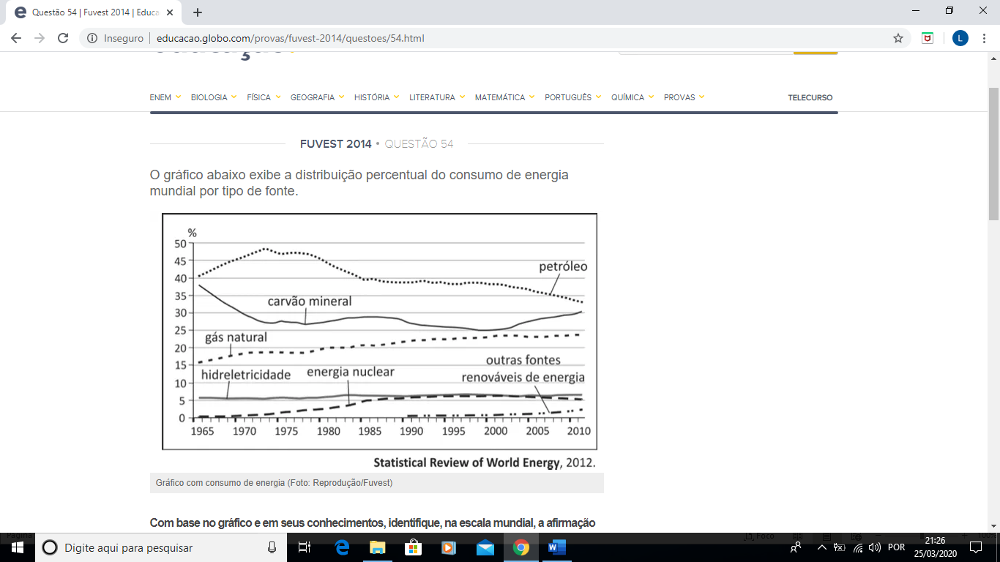 Questão 54 | Fuvest 2014 | Educa
Inseguro | educacao.globo.com/provas/fuvest-2014/questoes/54.html
L
ENEM BIOLOGIA FÍSICA GEOGRAFIA HISTÓRIA LITERATURA MATEMÁTICA PORTUGUÊS QUÍMICA PROVAS TELECURSO
FUVEST 2014 • QUESTÃO 54
O gráfico abaixo exibe a distribuição percentual do consumo de energia
mundial por tipo de fonte.
%
50
45
petróleo
40
35
carvão mineral
30
25
gás natural
20
outras fontes
15
hidreletricidade energia nuclear renováveis de energia
10
5
0
1965 1970 1975 1980 1985 1990 1995 2000 2005 2010
Statistical Review of World Energy, 2012.
Gráfico com consumo de energia (Foto: Reprodução/Fuvest)
Com base no gráfico e em seus conhecimentos, identifique, na escala mundial, a afirmação
Foco
100%
Digite aqui para pesquisar
POR
21:26
25/03/2020